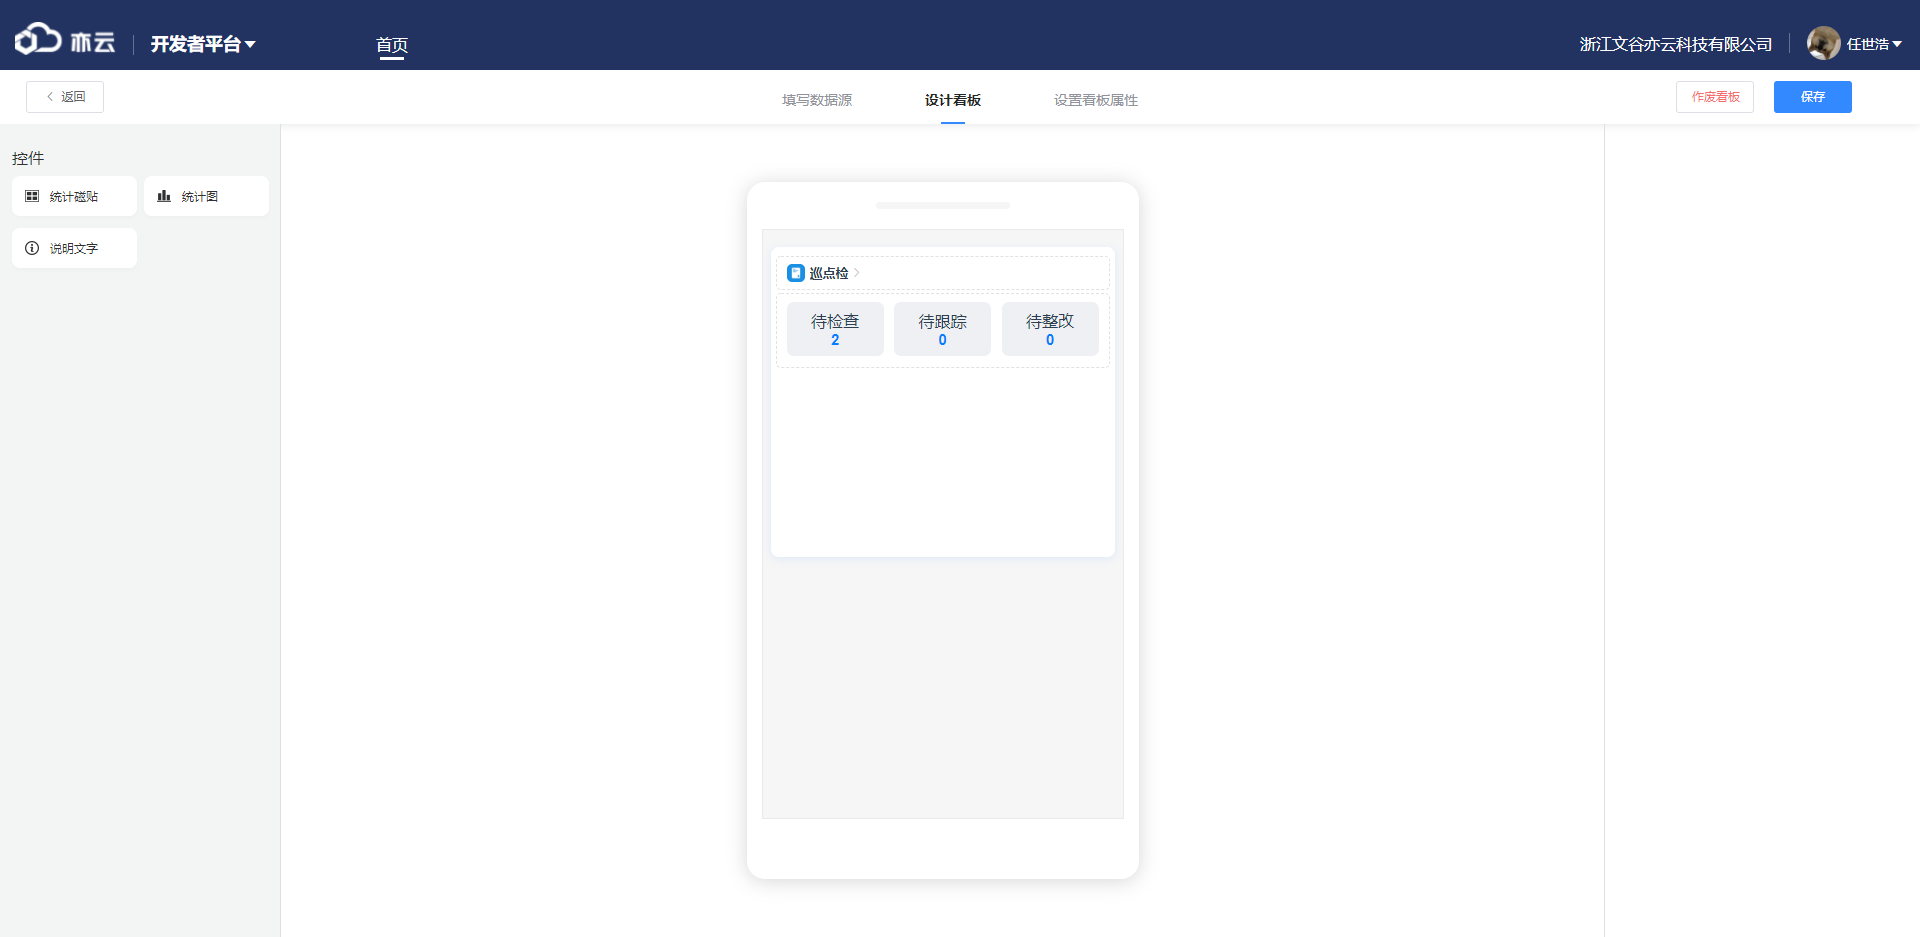 亦云
开发者平台
首页
浙江文谷亦云科技有限公司
任世浩
返回
填写数据源
设计看板
设置看板属性
作废看板
保存
控件
统计磁贴
统计图
说明文字
巡点检
待检查
2
待跟踪
0
待整改
0